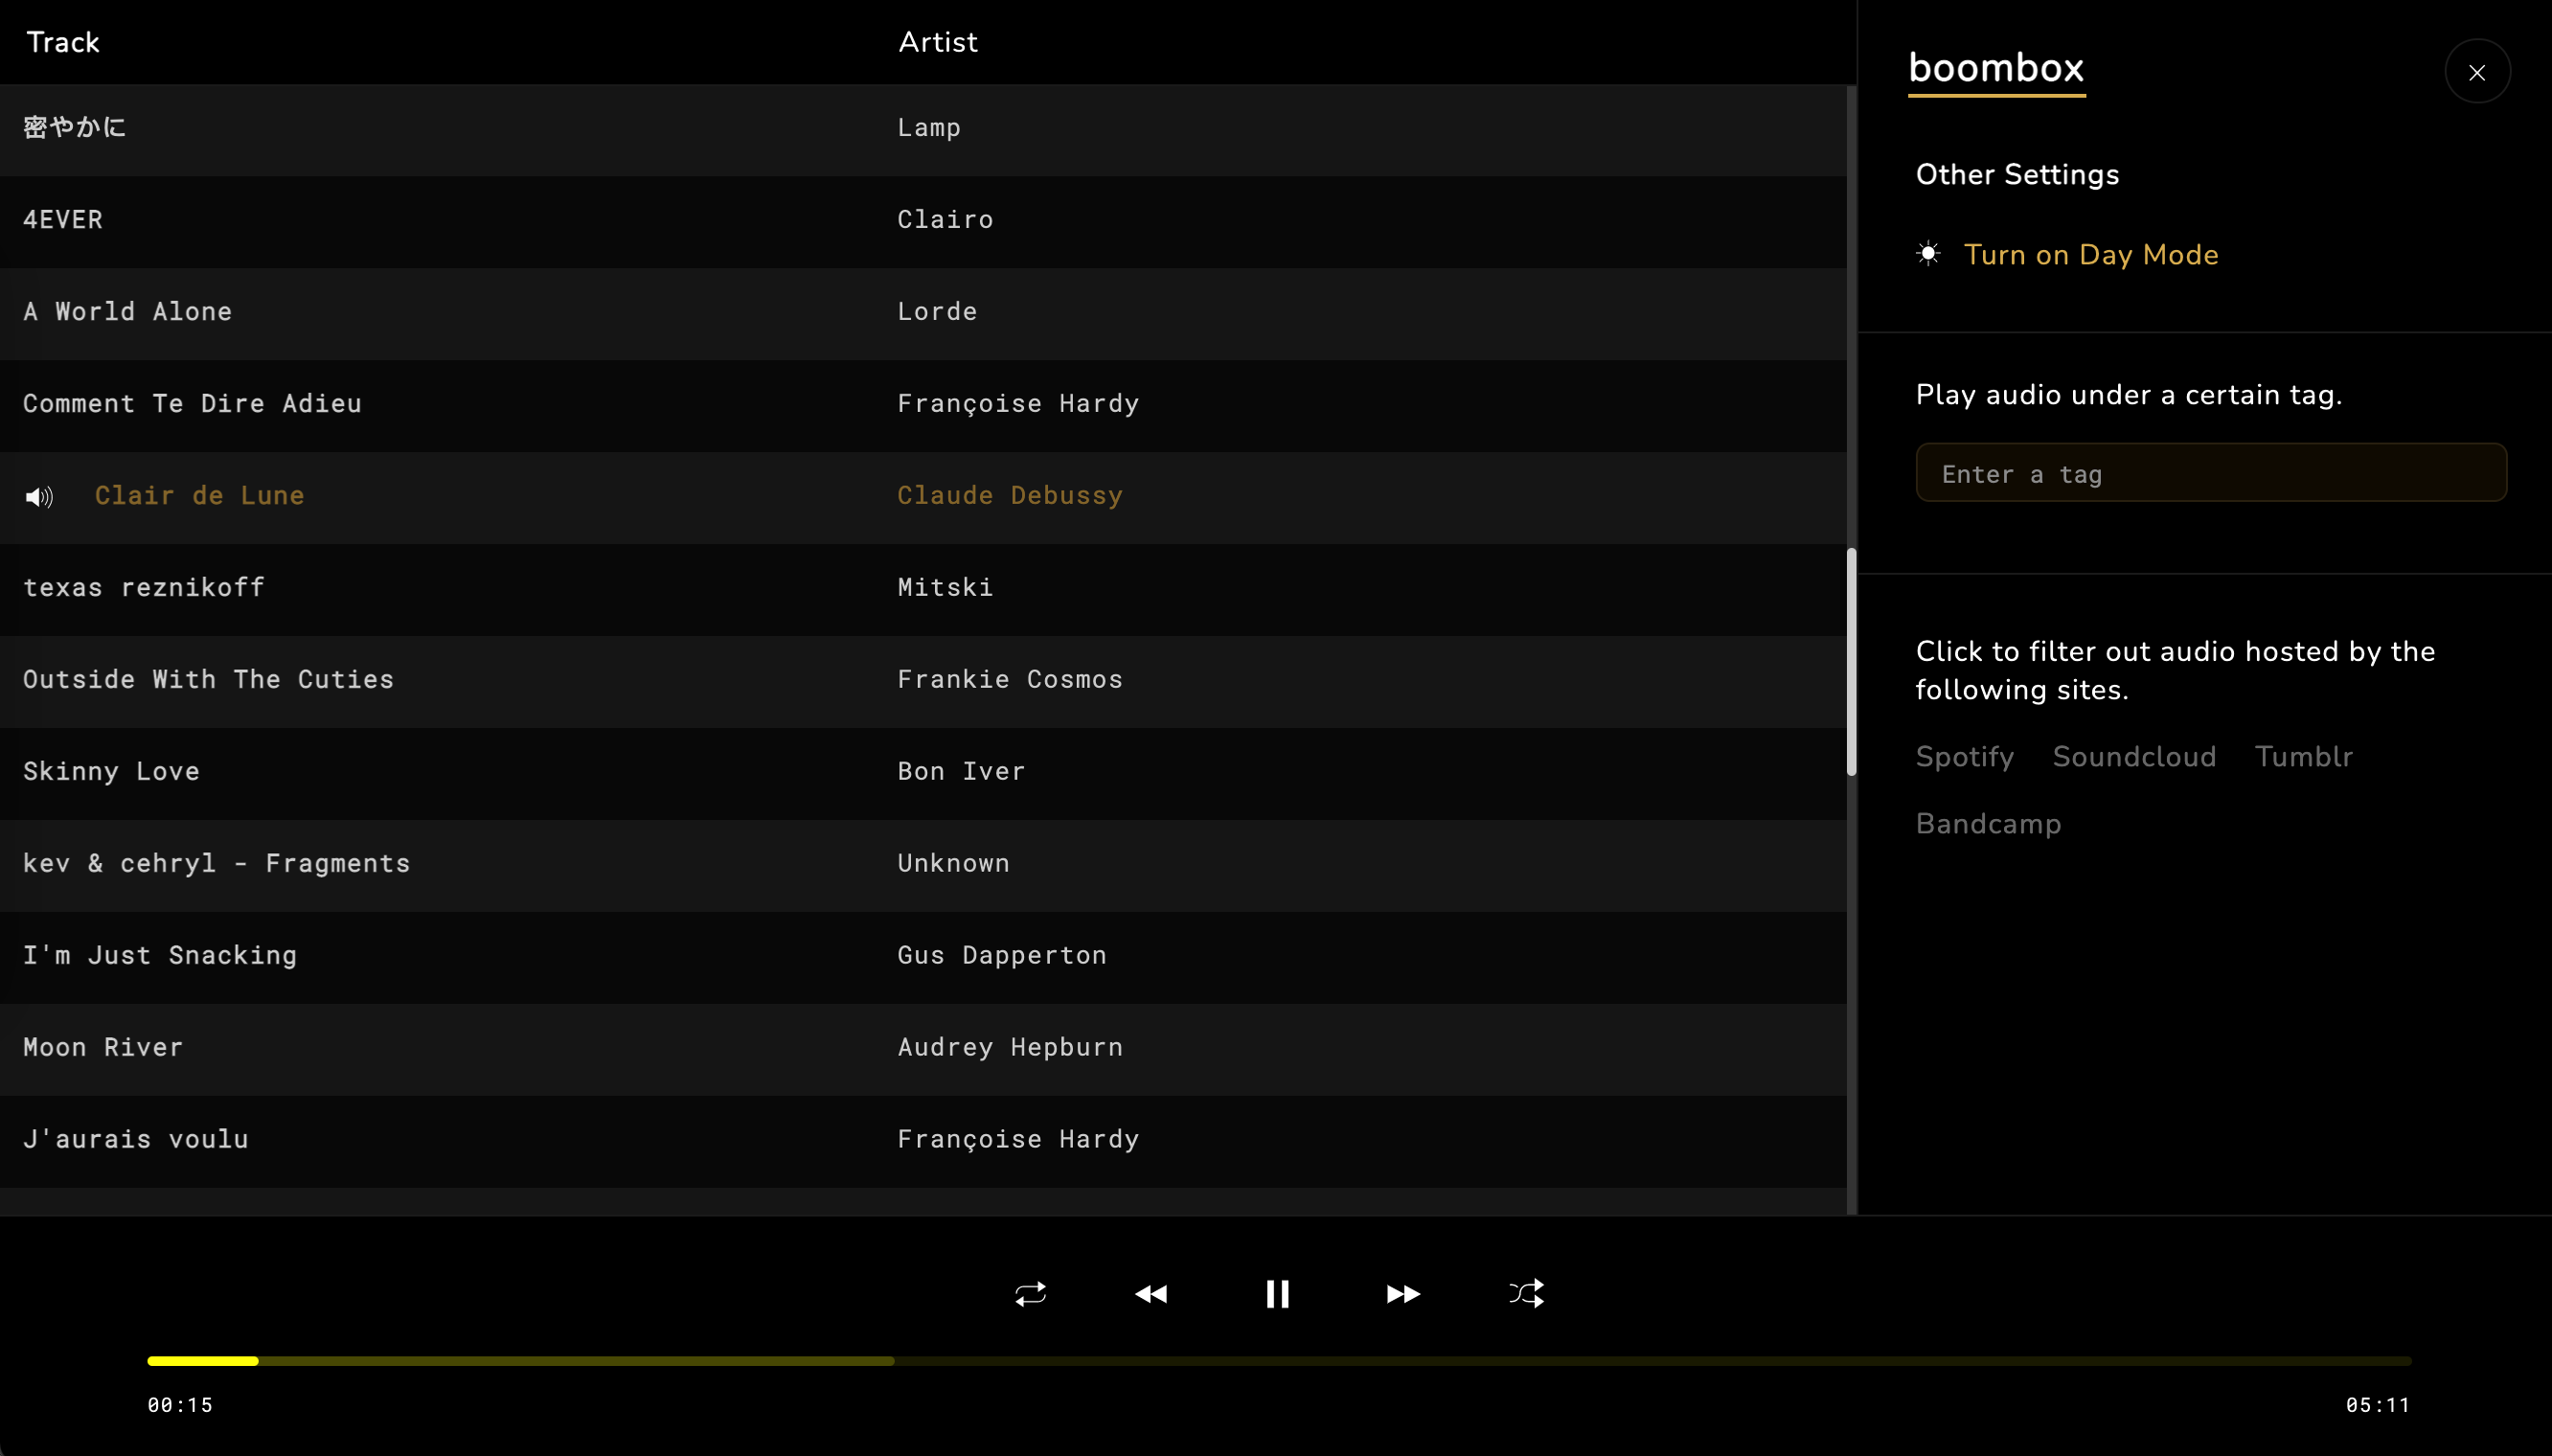 Track Artist
密やかに Lamp
4EVER Clairo
A World Alone Lorde
Comment Te Dire Adieu Françoise Hardy
Clair de Lune Claude Debussy
texas reznikoff Mitski
Outside With The Cuties Frankie Cosmos
Skinny Love Bon Iver
kev & cehryl - Fragments Unknown
I'm Just Snacking Gus Dapperton
Moon River Audrey Hepburn
J'aurais voulu Françoise Hardy
boombox
Other Settings
Turn on Day Mode
Play audio under a certain tag.
Enter a tag
Click to filter out audio hosted by the
following sites.
Spotify Soundcloud Tumblr
Bandcamp
00:15 05:11